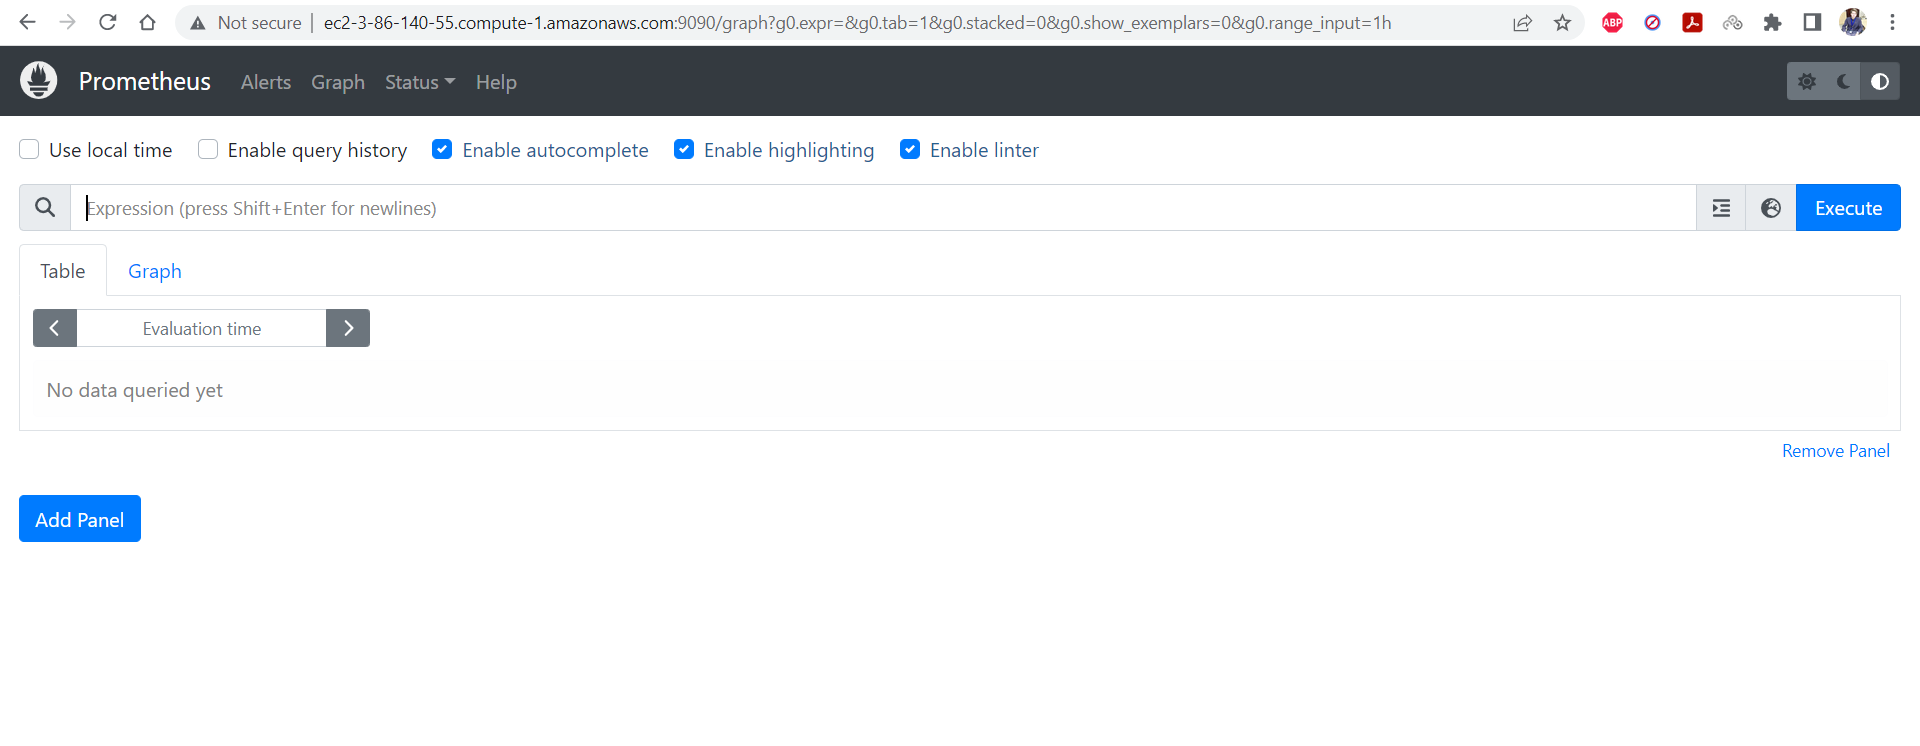 Not secure | ec2-3-86-140-55.compute-1.amazonaws.com:9090/graph?g0.expr=&g0.tab=1&g0.stacked=0&g0.show_exemplars=0&g0.range_input=1h ABP
Prometheus Alerts Graph Status Help
Use local time Enable query history Enable autocomplete Enable highlighting Enable linter
Expression (press Shift+Enter for newlines) Execute
Table Graph
Evaluation time
No data queried yet
Remove Panel
Add Panel